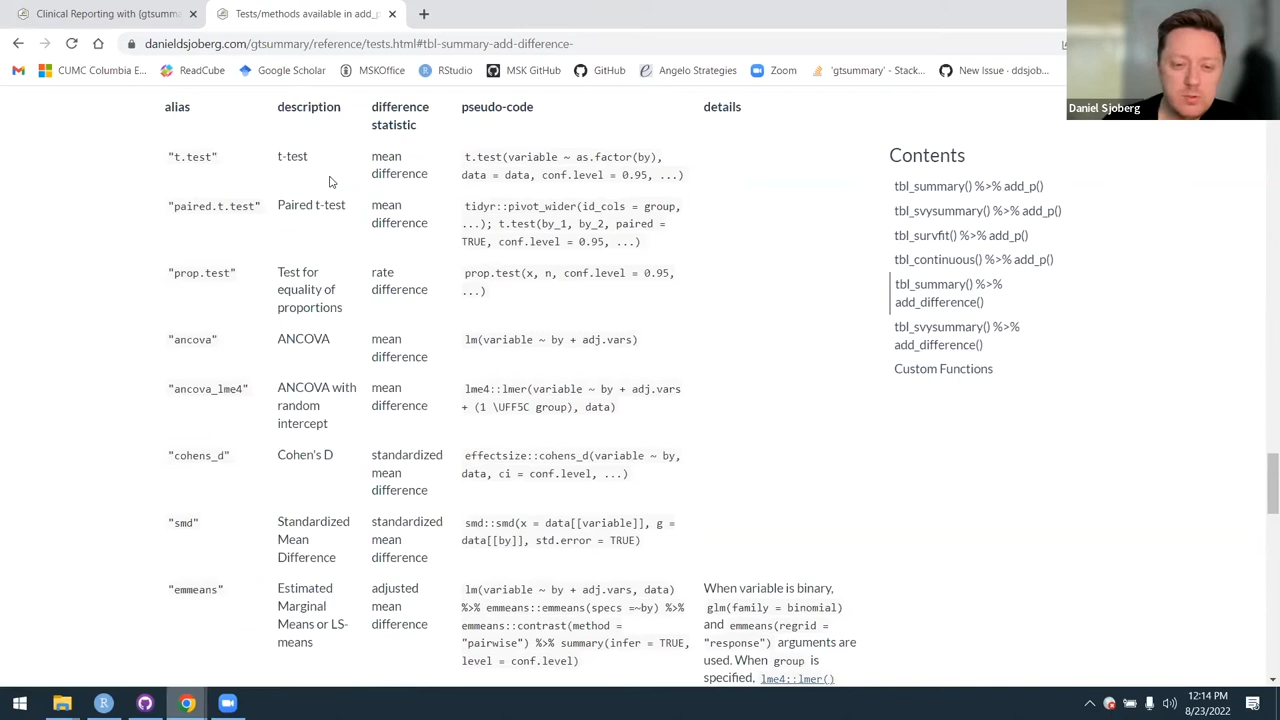 Clinical Reporting with {gtsumma
Tests/methods available in add_p
danieldsjoberg.com/gtsummary/reference/tests.html#tbl-summary-add-difference-
CUMC Columbia E...
ReadCube
Google Scholar
MSKOffice
RStudio
MSK GitHub
GitHub
Angelo Strategies
Zoom
'gtsummary' - Stack...
New Issue · ddsjob...
Daniel Sjoberg
alias description difference statistic pseudo-code details
"t.test" t-test mean difference t.test(variable ~ as.factor(by), data = data, conf.level = 0.95, ...)
"paired.t.test" Paired t-test mean difference tidyr::pivot_wider(id_cols = group, ...); t.test(by_1, by_2, paired = TRUE, conf.level = 0.95, ...)
"prop.test" Test for equality of proportions rate difference prop.test(x, n, conf.level = 0.95, ...)
"ancova" ANCOVA mean difference lm(variable ~ by + adj.vars)
"ancova_lme4" ANCOVA with random intercept mean difference lme4::lmer(variable ~ by + adj.vars + (1 \UFF5C group), data)
"cohens_d" Cohen's D standardized mean difference effectsize::cohens_d(variable ~ by, data, ci = conf.level, ...)
"smd" Standardized Mean Difference standardized mean difference smd::smd(x = data[[variable]], g = data[[by]], std.error = TRUE)
"emmeans" Estimated Marginal Means or LS-means adjusted mean difference lm(variable ~ by + adj.vars, data) %>% emmeans::emmeans(specs =~by) %>% emmeans::contrast(method = "pairwise") %>% summary(infer = TRUE, level = conf.level) When variable is binary, glm(family = binomial) and emmeans(regrid = "response") arguments are used. When group is specified, lme4::lmer()
Contents
tbl_summary() %>% add_p()
tbl_svysummary() %>% add_p()
tbl_survfit() %>% add_p()
tbl_continuous() %>% add_p()
tbl_summary() %>%
add_difference()
tbl_svysummary() %>%
add_difference()
Custom Functions
12:14 PM
8/23/2022